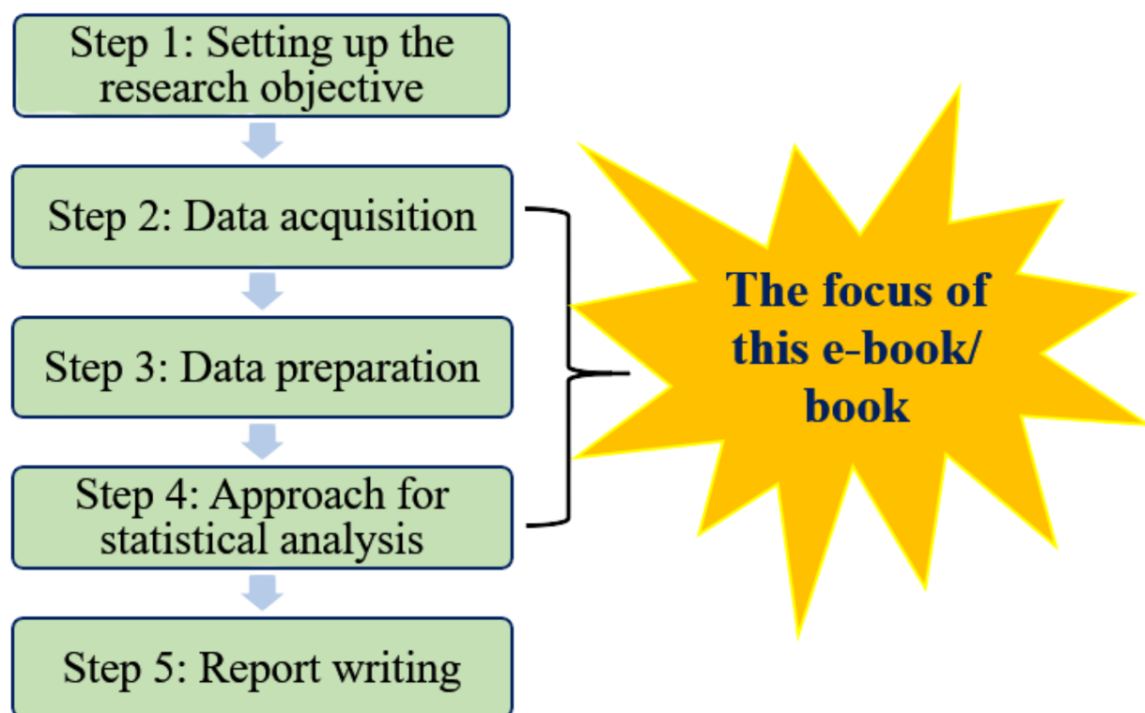 Step 1: Setting up the
research objective
Step 2: Data acquisition
Step 3: Data preparation
Step 4: Approach for
statistical analysis
Step 5: Report writing
The focus of
this e-book/
book